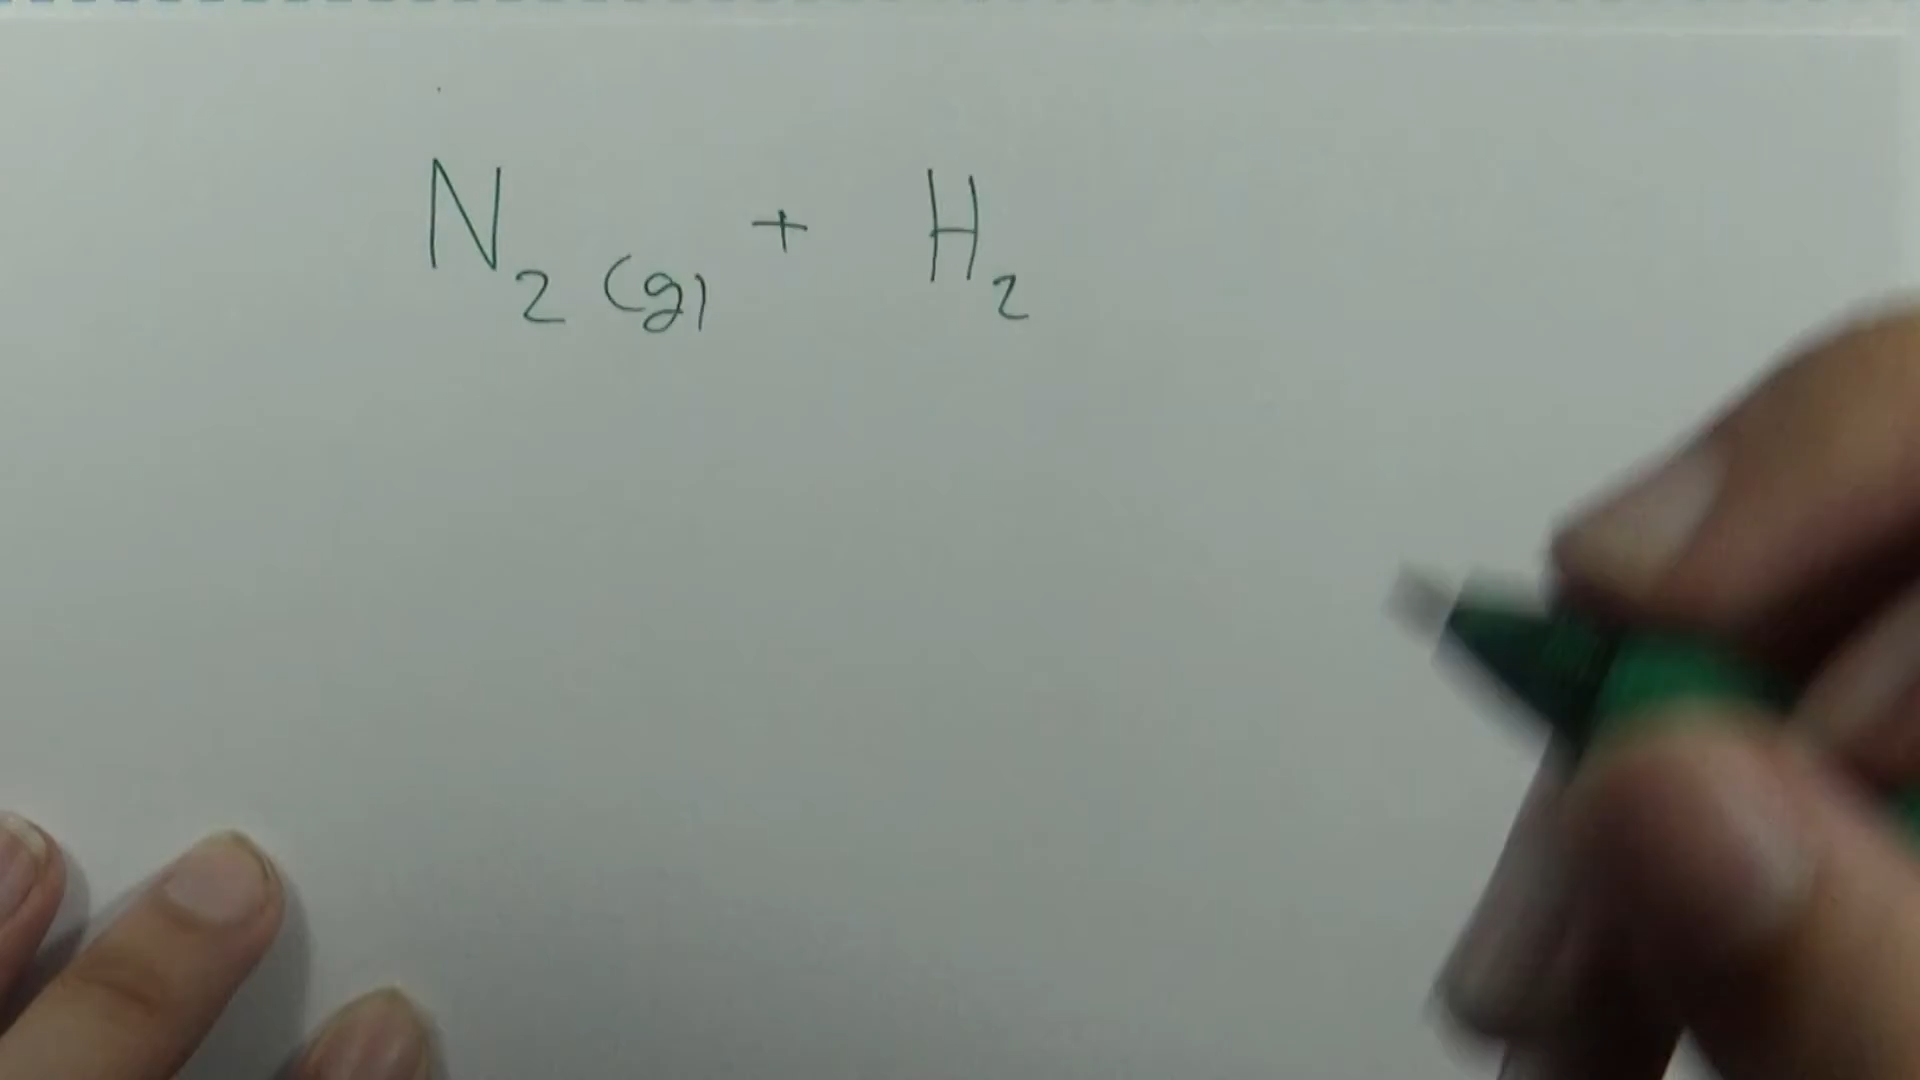 N₂ (g) + H₂